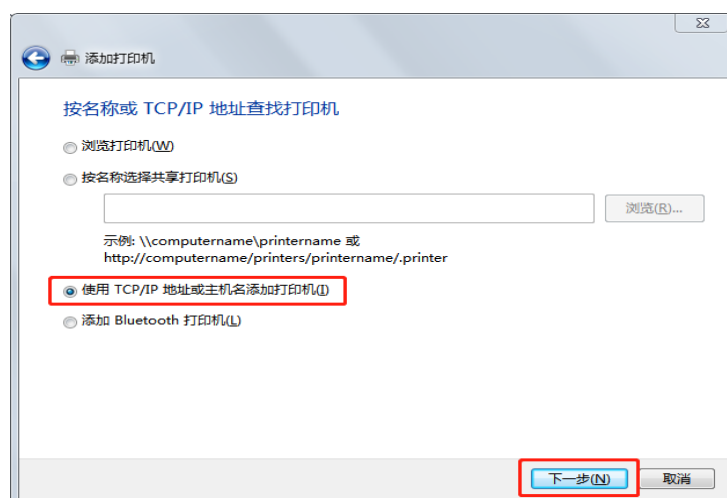 添加打印机
按名称或 TCP/IP 地址查找打印机
浏览打印机(W)
按名称选择共享打印机(S)
浏览(R)...
示例: \\computername\printername 或
http://computername/printers/printername/.printer
使用 TCP/IP 地址或主机名添加打印机(I)
添加 Bluetooth 打印机(L)
下一步(N)
取消